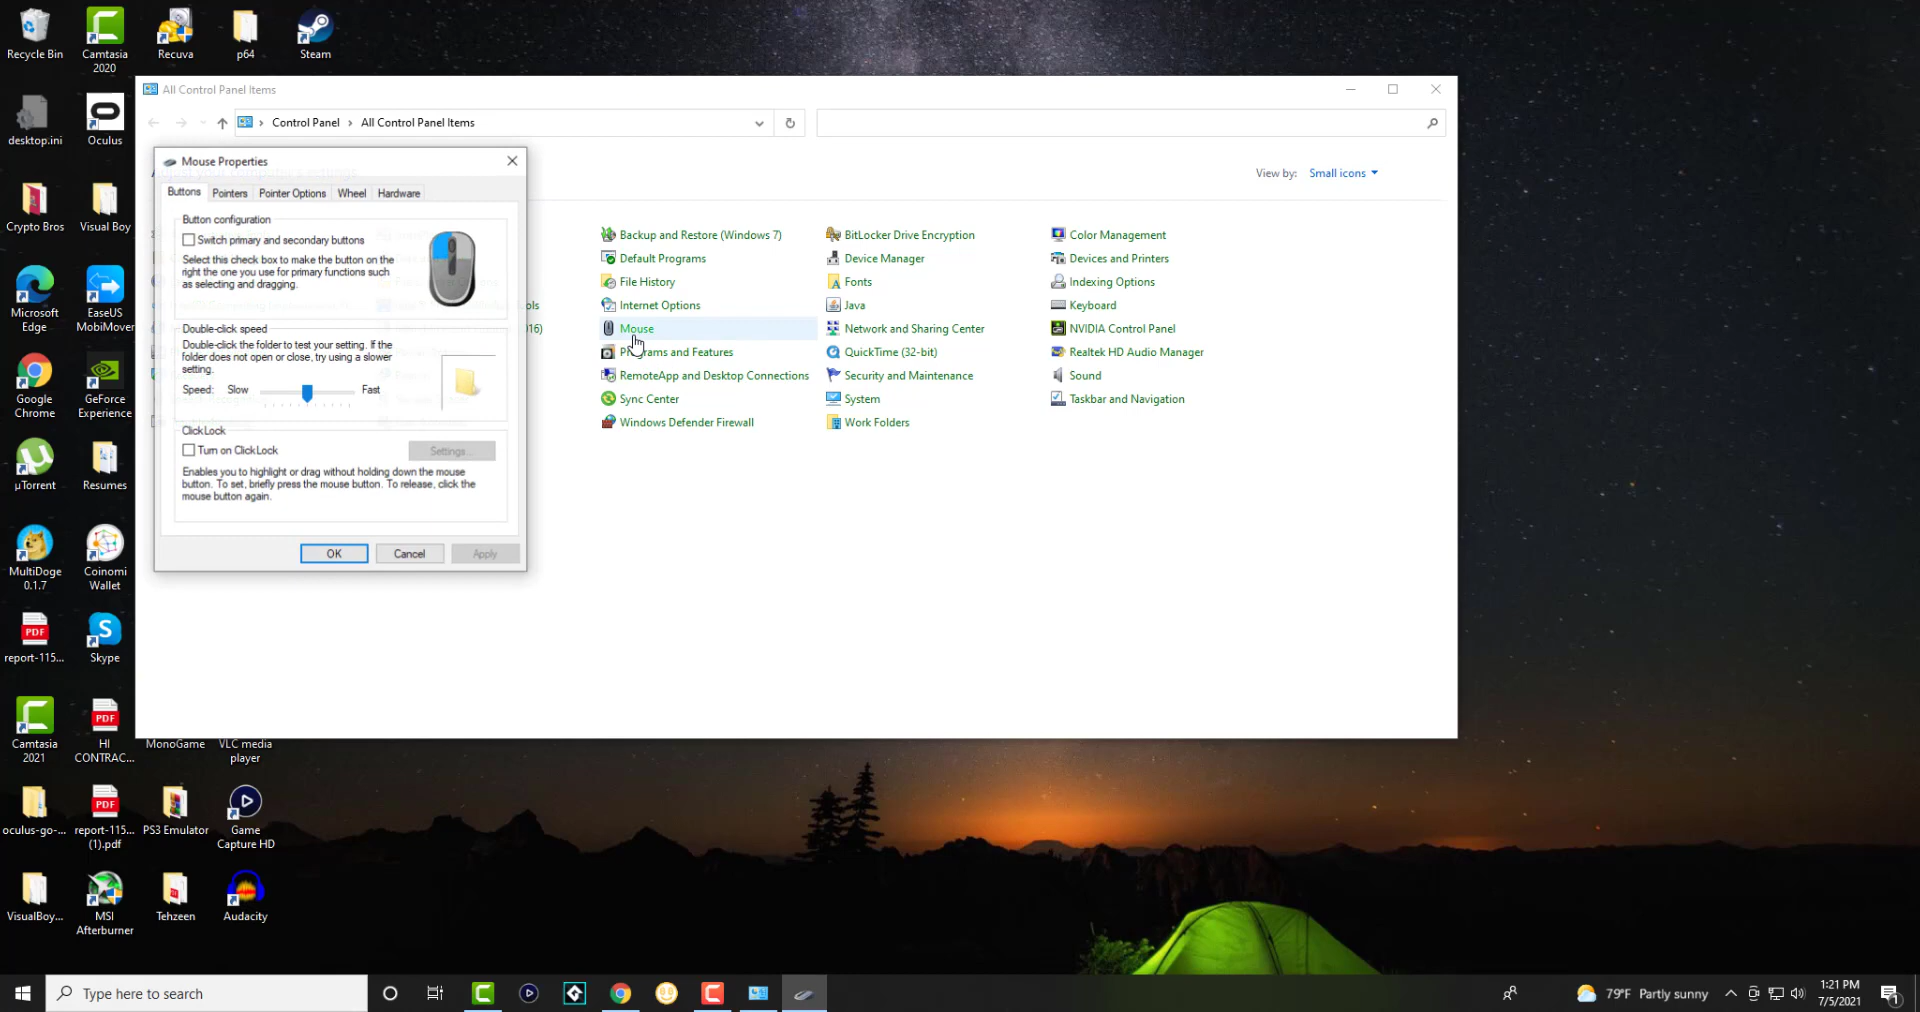 Recycle Bin
Camtasia
2020
Recuva
p64
Steam
desktop.ini
Oculus
Crypto Bros
Visual Boy
Microsoft
Edge
EaseUS
MobiMover
Google
Chrome
GeForce
Experience
µTorrent
Resumes
MultiDoge
0.1.7
Coinomi
Wallet
report-115...
Skype
Camtasia
2021
HI
CONTRAC...
MonoGame
VLC media
player
oculus-go-...
report-115...
(1).pdf
PS3 Emulator
Game
Capture HD
VisualBoy...
MSI
Afterburner
Tehzeen
Audacity
All Control Panel Items
Control Panel
All Control Panel Items
View by:
Small icons
Mouse Properties
Buttons
Pointers
Pointer Options
Wheel
Hardware
Button configuration
Switch primary and secondary buttons
Select this check box to make the button on the
right the one you use for primary functions such
as selecting and dragging.
Double-click speed
Double-click the folder to test your setting. If the
folder does not open or close, try using a slower
setting.
Speed:
Slow
Fast
ClickLock
Turn on ClickLock
Settings...
Enables you to highlight or drag without holding down the mouse
button. To set, briefly press the mouse button. To release, click the
mouse button again.
OK
Cancel
Apply
Backup and Restore (Windows 7)
Default Programs
File History
Internet Options
Mouse
Programs and Features
RemoteApp and Desktop Connections
Sync Center
Windows Defender Firewall
BitLocker Drive Encryption
Device Manager
Fonts
Java
Network and Sharing Center
QuickTime (32-bit)
Security and Maintenance
System
Work Folders
Color Management
Devices and Printers
Indexing Options
Keyboard
NVIDIA Control Panel
Realtek HD Audio Manager
Sound
Taskbar and Navigation
PDF
PDF
PDF
Type here to search
79°F Partly sunny
1:21 PM
7/5/2021
1